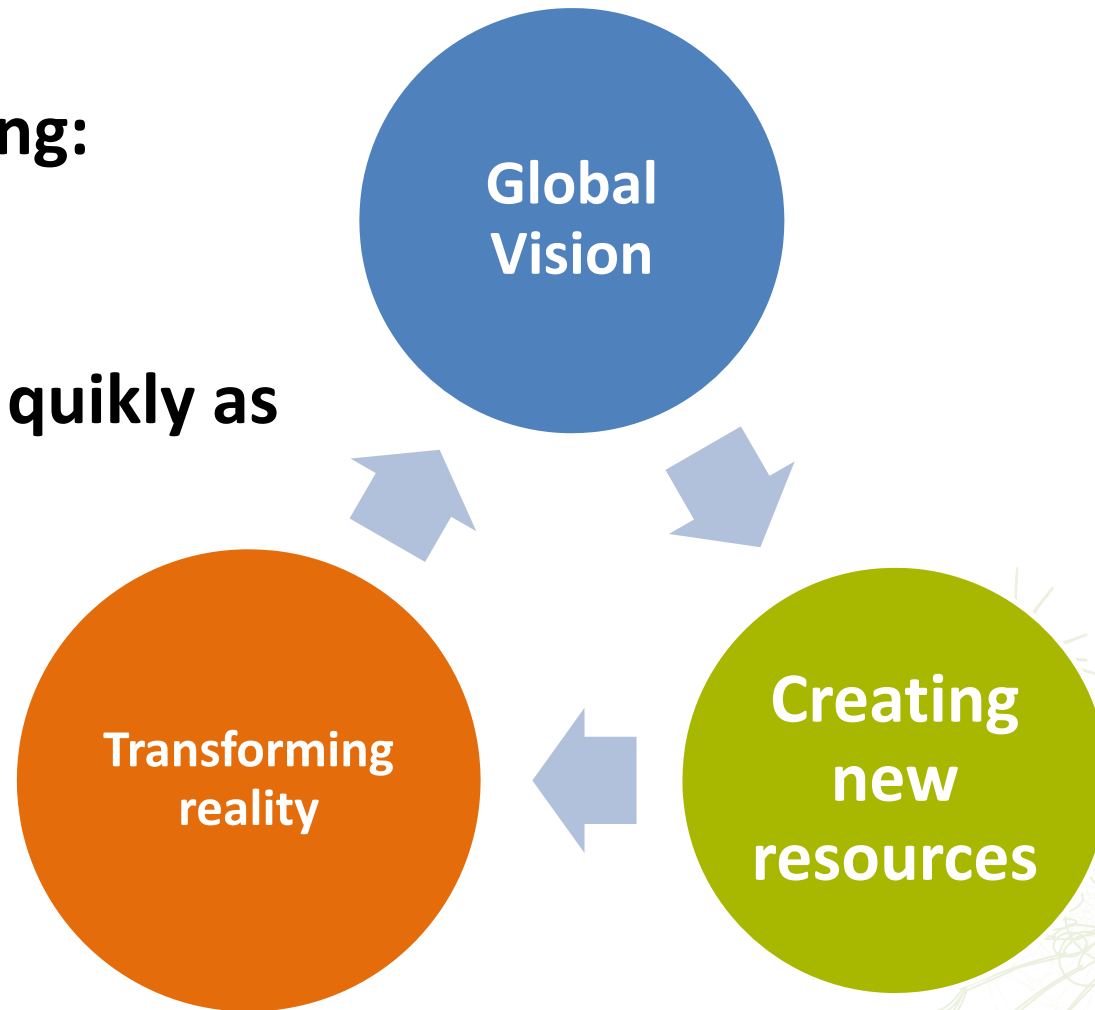 ng:
quikly as
Global
Vision
Creating
new
resources
Transforming
reality